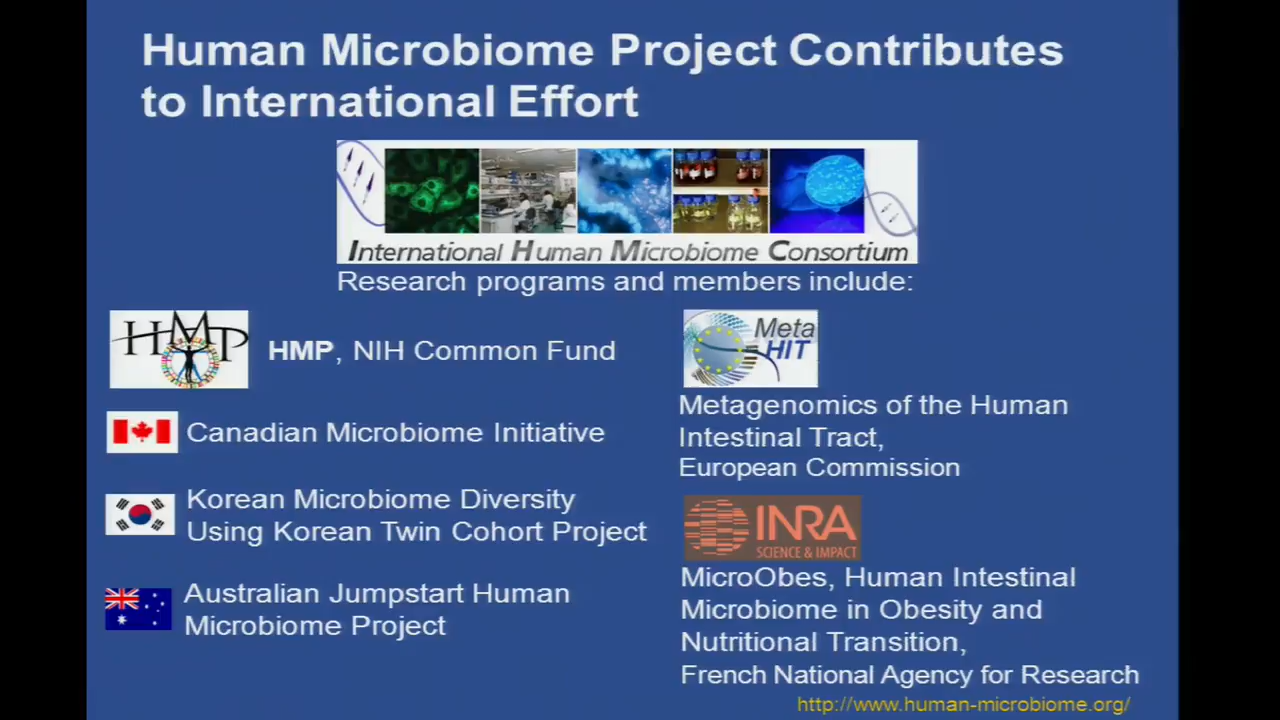 Human Microbiome Project Contributes
to International Effort
International Human Microbiome Consortium
Research programs and members include:
HMP
HMP, NIH Common Fund
Canadian Microbiome Initiative
Korean Microbiome Diversity
Using Korean Twin Cohort Project
Australian Jumpstart Human
Microbiome Project
Meta
HIT
Metagenomics of the Human
Intestinal Tract,
European Commission
INRA
SCIENCE & IMPACT
MicroObes, Human Intestinal
Microbiome in Obesity and
Nutritional Transition,
French National Agency for Research
http://www.human-microbiome.org/